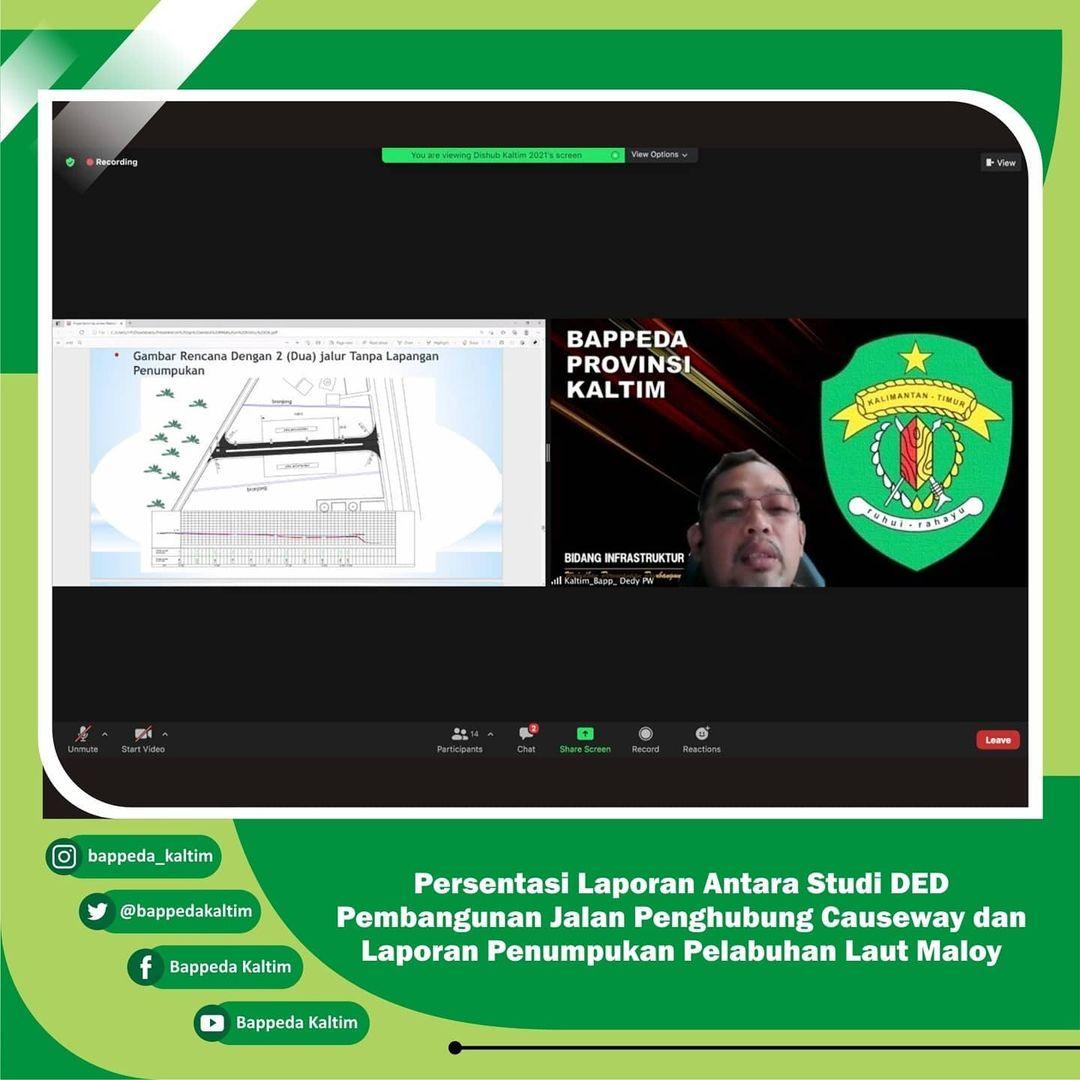 Recording
You are viewing Dishub Kaltim 2021's screen
View Options
View
Gambar Rencana Dengan 2 (Dua) jalur Tanpa Lapangan
Penumpukan
bronjong
bronjong
BAPPEDA
PROVINSI
KALTIM
KALIMANTAN - TIMUR
ruhui - rahayu
BIDANG INFRASTRUKTUR
Kaltim_Bapp_ Dedy PW
Unmute
Start Video
14
Participants
2
Chat
Share Screen
Record
Reactions
Leave
bappeda_kaltim
@bappedakaltim
Bappeda Kaltim
Bappeda Kaltim
Persentasi Laporan Antara Studi DED
Pembangunan Jalan Penghubung Causeway dan
Laporan Penumpukan Pelabuhan Laut Maloy